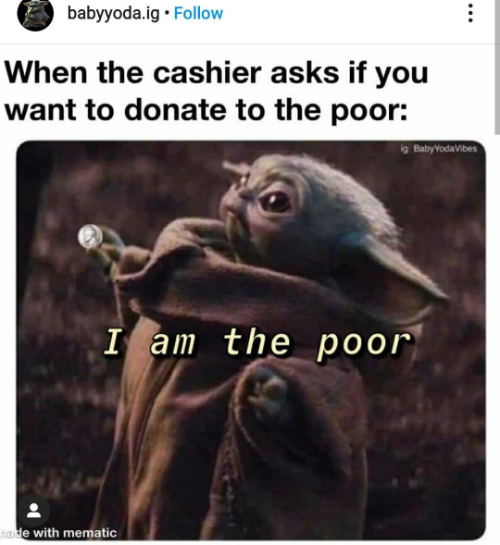 babyyoda.ig • Follow
When the cashier asks if you
want to donate to the poor:
ig: BabyYodaVibes
I am the poor
made with mematic